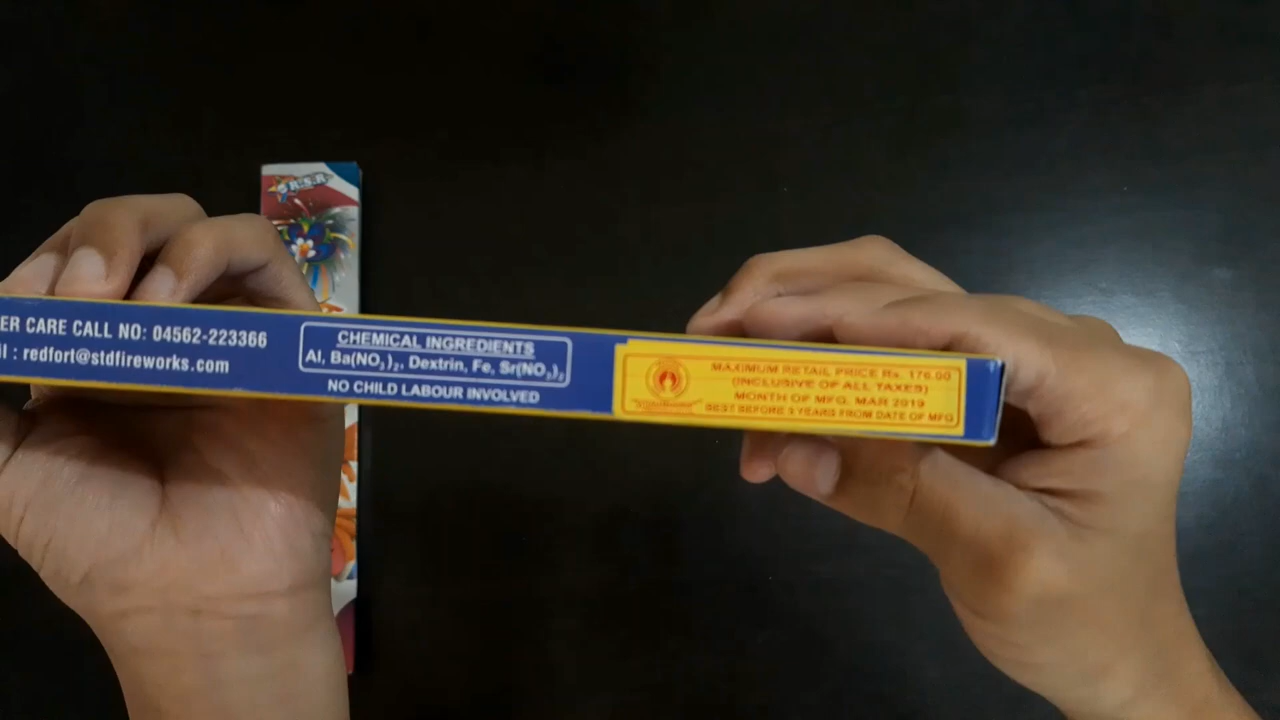 ER CARE CALL NO: 04562-223366
il : redfort@stdfireworks.com
CHEMICAL INGREDIENTS
Al, Ba(NO₃)₂, Dextrin, Fe, Sr(NO₃)₂
NO CHILD LABOUR INVOLVED
MAXIMUM RETAIL PRICE Rs. 176.00
(INCLUSIVE OF ALL TAXES)
MONTH OF MFG. MAR 2019
BEST BEFORE 3 YEARS FROM DATE OF MFG